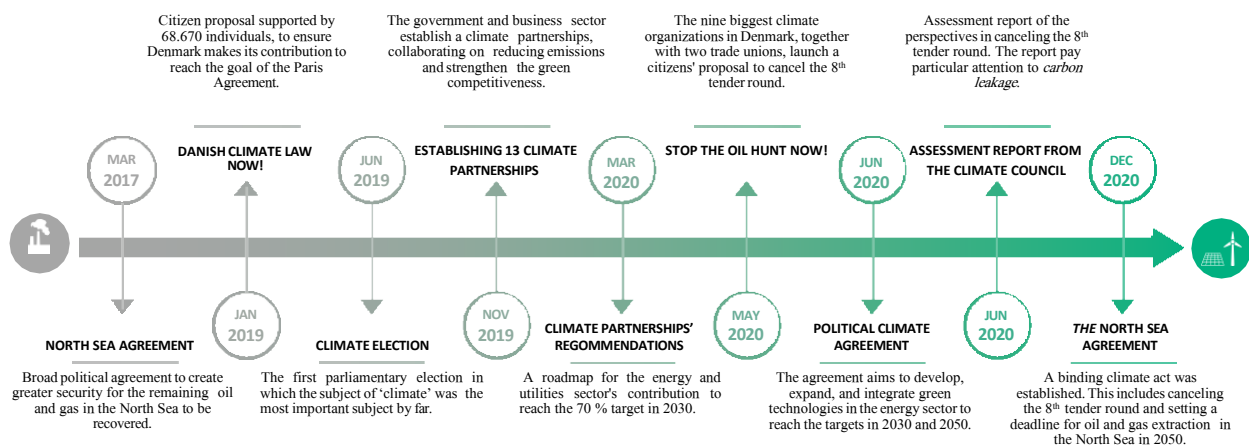 Citizen proposal supported by
68.670 individuals, to ensure
Denmark makes its contribution to
reach the goal of the Paris
Agreement.
The government and business sector
establish a climate partnerships,
collaborating on reducing emissions
and strengthen the green
competitiveness.
The nine biggest climate
organizations in Denmark, together
with two trade unions, launch a
citizens' proposal to cancel the 8th
tender round.
Assessment report of the
perspectives in canceling the 8th
tender round. The report pay
particular attention to carbon
leakage.
MAR
2017
DANISH CLIMATE LAW
NOW!
JUN
2019
ESTABLISHING 13 CLIMATE
PARTNERSHIPS
MAR
2020
STOP THE OIL HUNT NOW!
JUN
2020
ASSESSMENT REPORT FROM
THE CLIMATE COUNCIL
DEC
2020
NORTH SEA AGREEMENT
Broad political agreement to create
greater security for the remaining oil
and gas in the North Sea to be
recovered.
JAN
2019
CLIMATE ELECTION
The first parliamentary election in
which the subject of ‘climate’ was the
most important subject by far.
NOV
2019
CLIMATE PARTNERSHIPS’
REGOMMENDATIONS
A roadmap for the energy and
utilities sector's contribution to
reach the 70 % target in 2030.
MAY
2020
POLITICAL CLIMATE
AGREEMENT
The agreement aims to develop,
expand, and integrate green
technologies in the energy sector to
reach the targets in 2030 and 2050.
JUN
2020
THE NORTH SEA
AGREEMENT
A binding climate act was
established. This includes canceling
the 8th tender round and setting a
deadline for oil and gas extraction in
the North Sea in 2050.